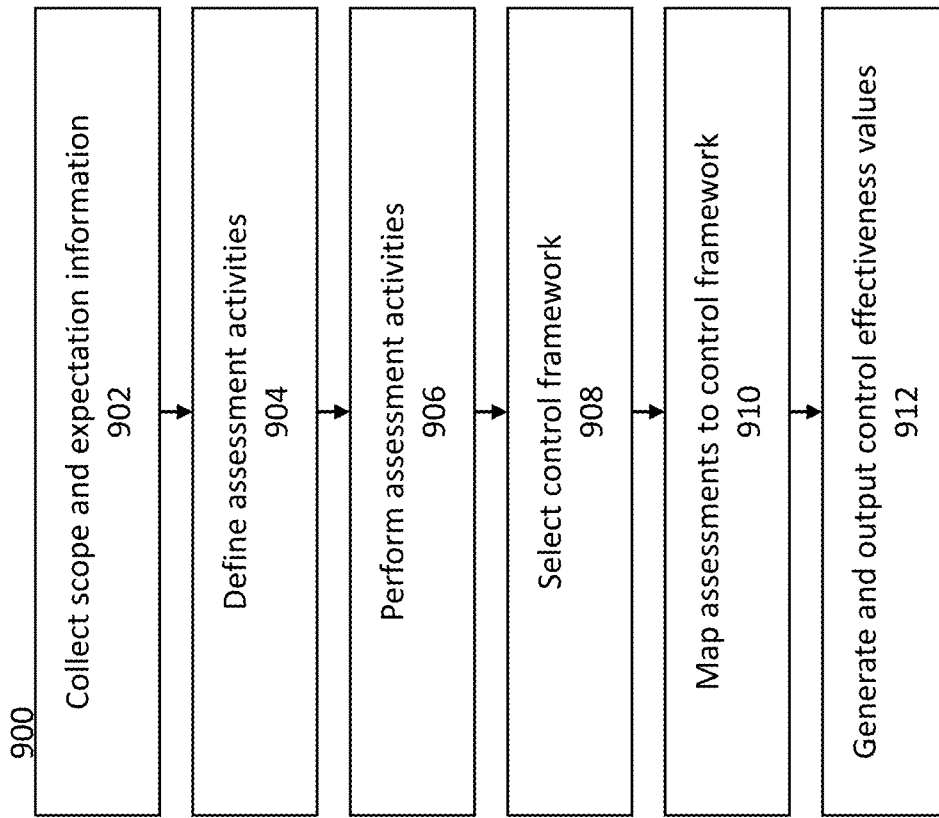 900
Collect scope and expectation information
902
Define assessment activities
904
Perform assessment activities
906
Select control framework
908
Map assessments to control framework
910
Generate and output control effectiveness values
912